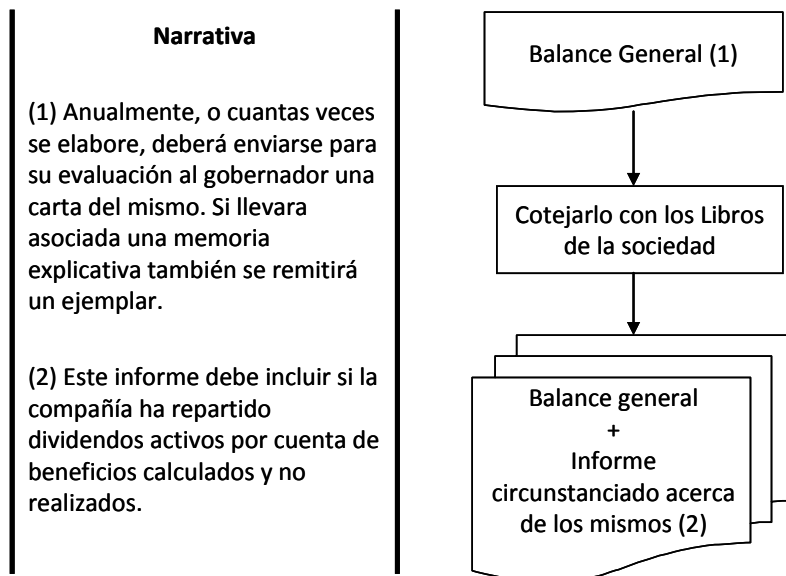 Narrativa
(1) Anualmente, o cuantas veces
se elabore, deberá enviarse para
su evaluación al gobernador una
carta del mismo. Si llevara
asociada una memoria
explicativa también se remitirá
un ejemplar.
(2) Este informe debe incluir si la
compañía ha repartido
dividendos activos por cuenta de
beneficios calculados y no
realizados.
Balance General (1)
Cotejarlo con los Libros
de la sociedad
Balance general
+
Informe
circunstanciado acerca
de los mismos (2)